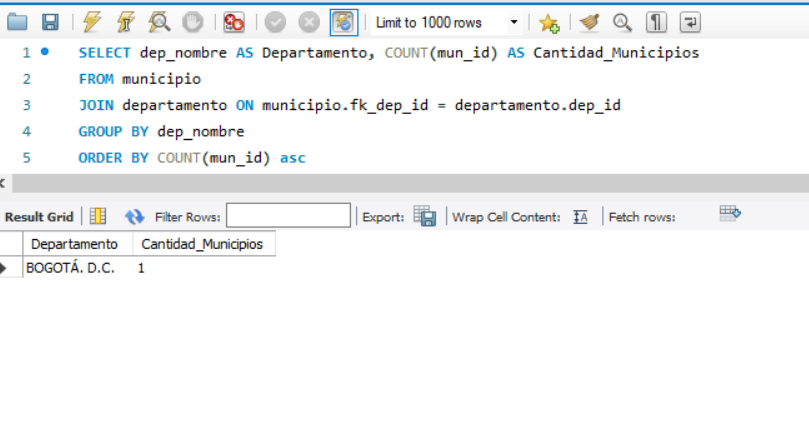 Limit to 1000 rows
1 SELECT dep_nombre AS Departamento, COUNT(mun_id) AS Cantidad_Municipios
2 FROM municipio
3 JOIN departamento ON municipio.fk_dep_id = departamento.dep_id
4 GROUP BY dep_nombre
5 ORDER BY COUNT(mun_id) asc
Result Grid Filter Rows: Export: Wrap Cell Content: IA Fetch rows:
Departamento Cantidad_Municipios
BOGOTÁ. D.C. 1